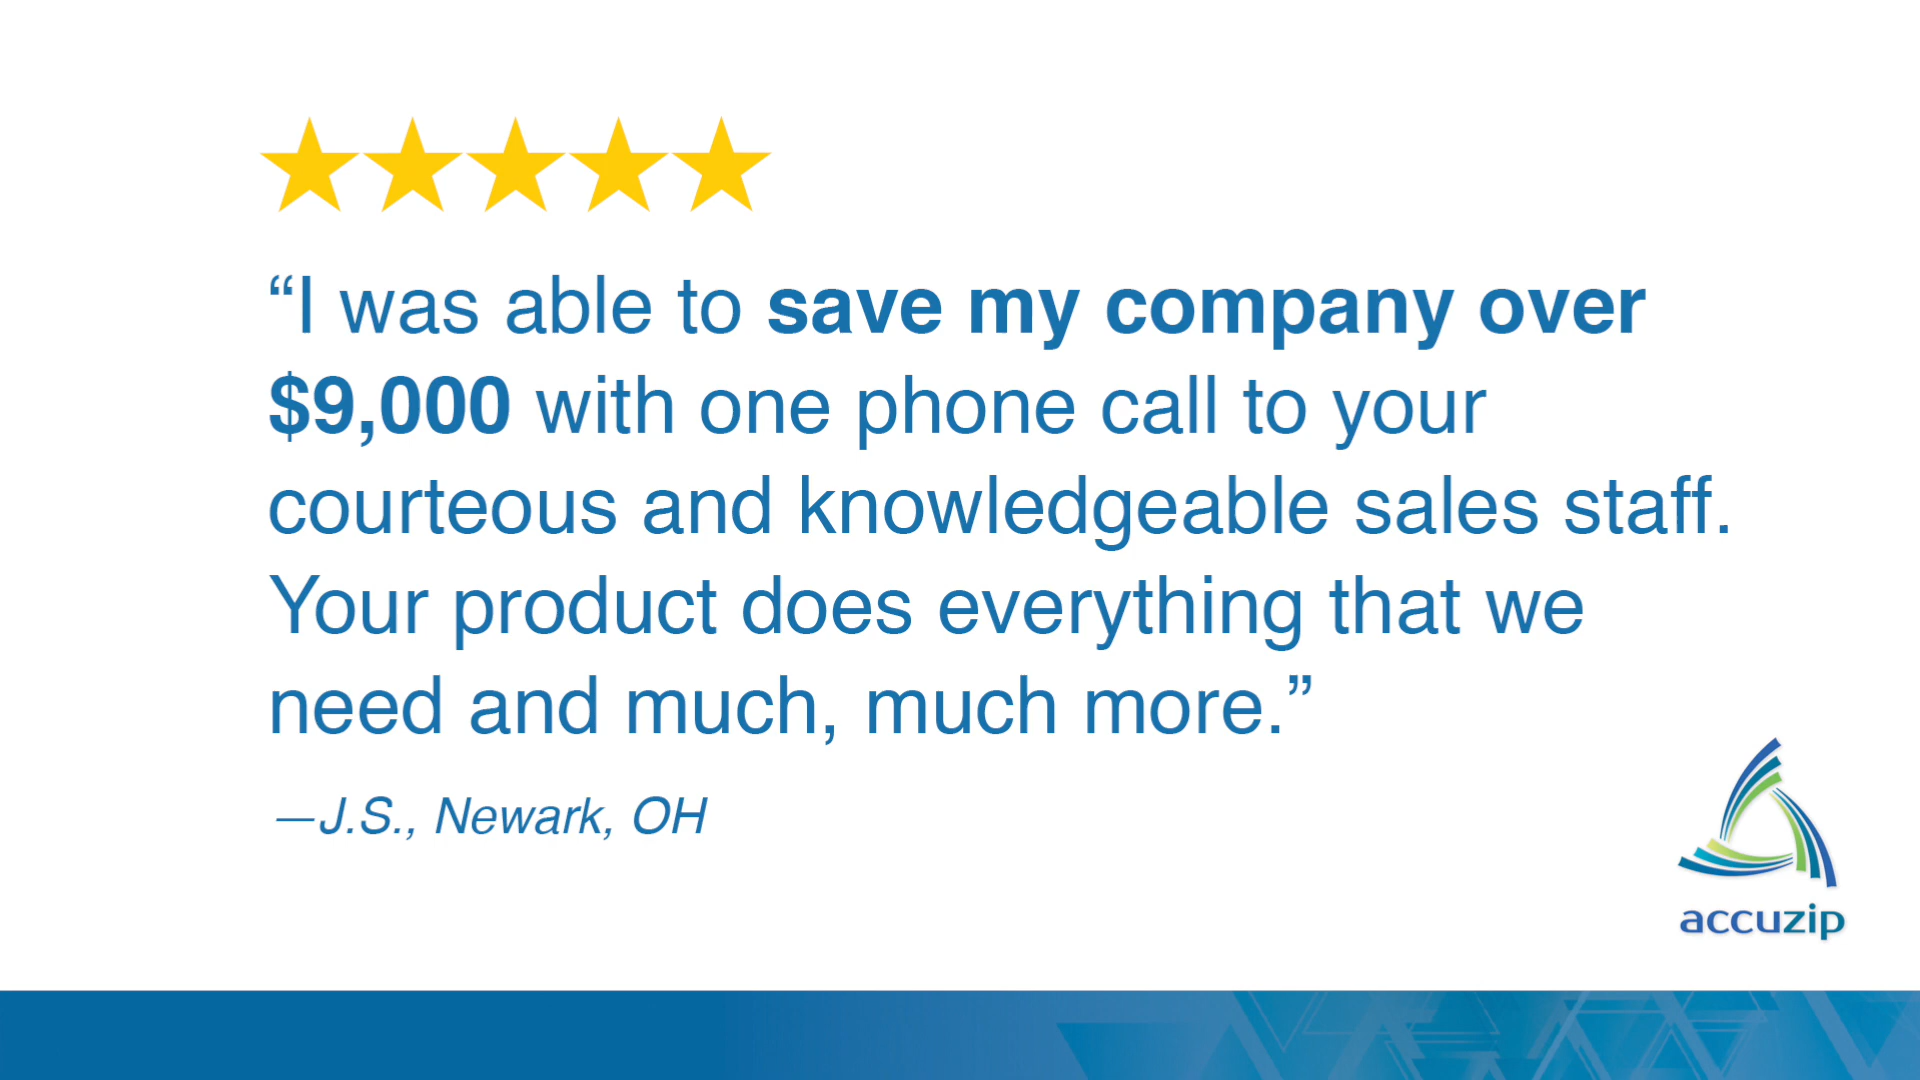 “I was able to save my company over
$9,000 with one phone call to your
courteous and knowledgeable sales staff.
Your product does everything that we
need and much, much more.”
—J.S., Newark, OH
accuzip